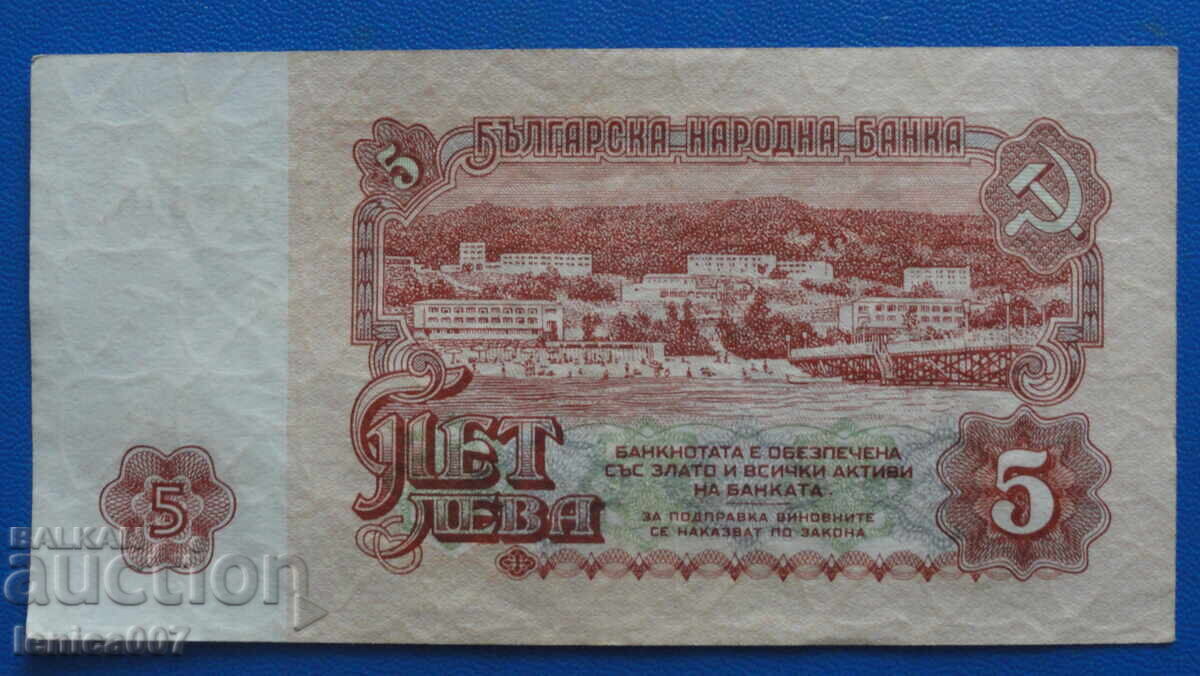 БЪЛГАРСКА НАРОДНА БАНКА
5
ПЕТ
ЛЕВА
БАНКНОТАТА Е ОБЕЗПЕЧЕНА
СЪС ЗЛАТО И ВСИЧКИ АКТИВИ
НА БАНКАТА
ЗА ПОДПРАВКА ВИНОВНИТЕ
СЕ НАКАЗВАТ ПО ЗАКОНА
5
5
BALKAN
auction
lenica007